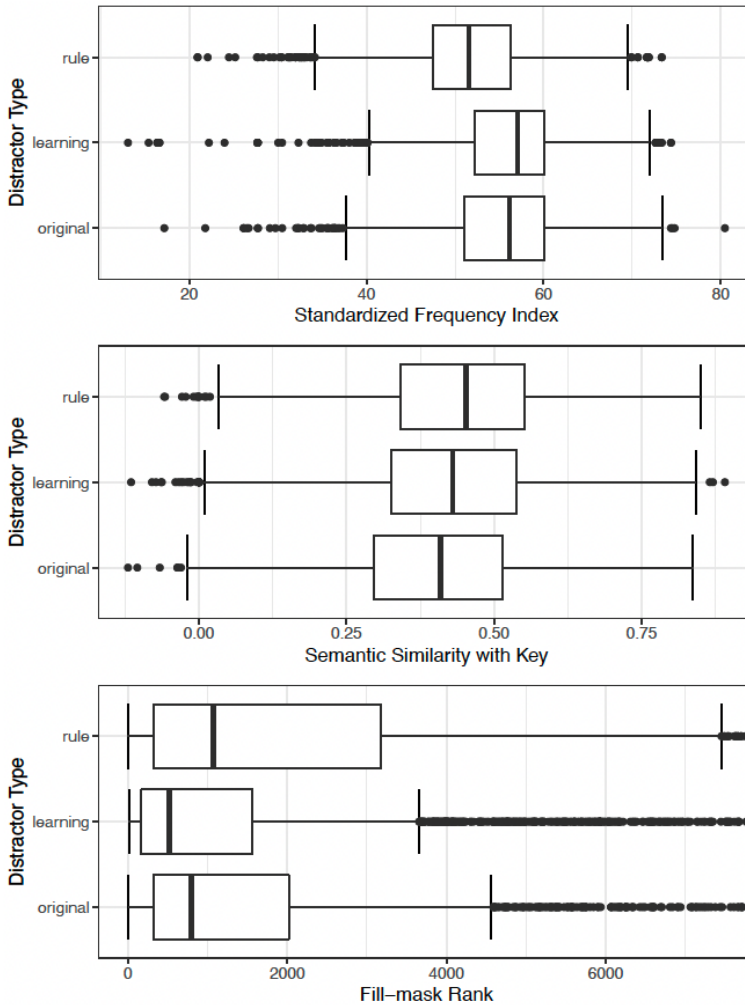 Distractor Type
rule
learning
original
20 40 60 80
Standardized Frequency Index
Distractor Type
rule
learning
original
0.00 0.25 0.50 0.75
Semantic Similarity with Key
Distractor Type
rule
learning
original
0 2000 4000 6000
Fill−mask Rank